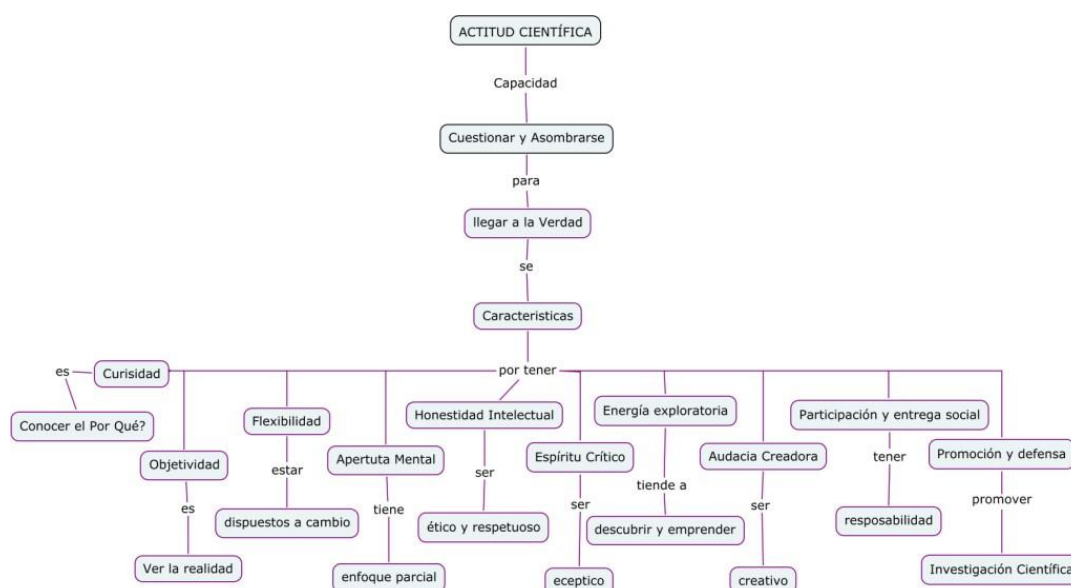 ACTITUD CIENTÍFICA
Capacidad
Cuestionar y Asombrarse
para
llegar a la Verdad
se
Caracteristicas
por tener
es
Curisidad
Conocer el Por Qué?
Objetividad
es
Ver la realidad
Flexibilidad
estar
dispuestos a cambio
Apertuta Mental
tiene
enfoque parcial
Honestidad Intelectual
ser
ético y respetuoso
Espíritu Crítico
ser
eceptico
Energía exploratoria
tiende a
descubrir y emprender
Audacia Creadora
ser
creativo
Participación y entrega social
tener
resposabilidad
Promoción y defensa
promover
Investigación Científica